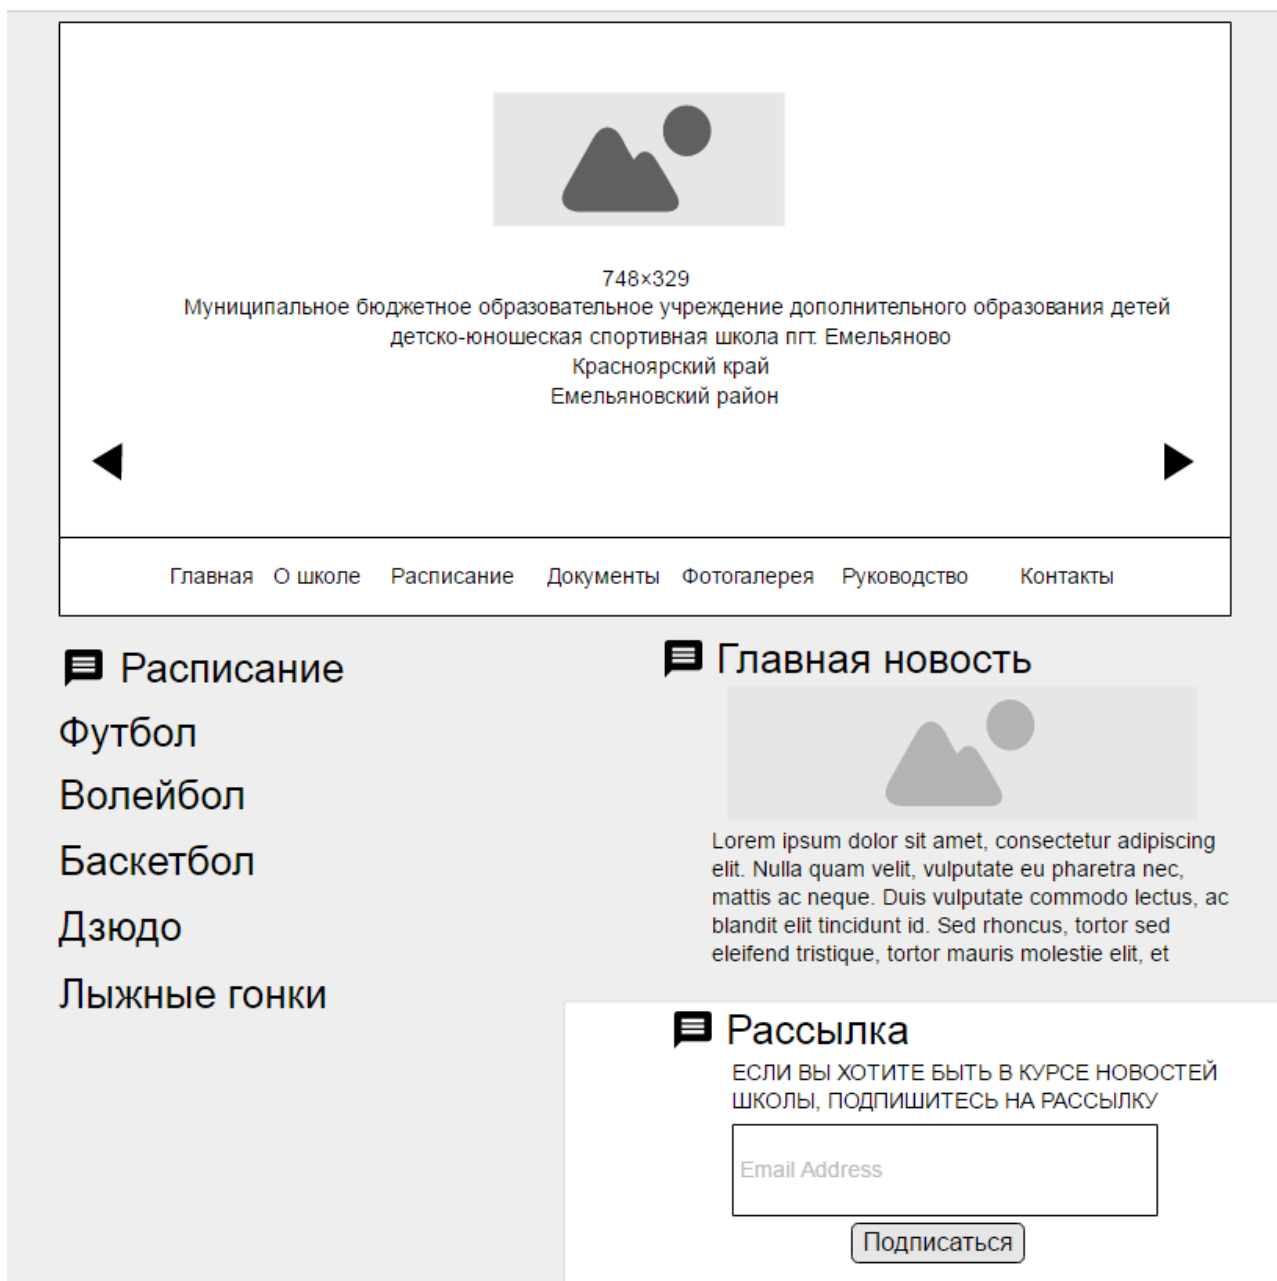 748×329
Муниципальное бюджетное образовательное учреждение дополнительного образования детей
детско-юношеская спортивная школа пгт. Емельяново
Красноярский край
Емельяновский район
Главная О школе Расписание Документы Фотогалерея Руководство Контакты
Расписание
Футбол
Волейбол
Баскетбол
Дзюдо
Лыжные гонки
Главная новость
Lorem ipsum dolor sit amet, consectetur adipiscing
elit. Nulla quam velit, vulputate eu pharetra nec,
mattis ac neque. Duis vulputate commodo lectus, ac
blandit elit tincidunt id. Sed rhoncus, tortor sed
eleifend tristique, tortor mauris molestie elit, et
Рассылка
ЕСЛИ ВЫ ХОТИТЕ БЫТЬ В КУРСЕ НОВОСТЕЙ
ШКОЛЫ, ПОДПИШИТЕСЬ НА РАССЫЛКУ
Email Address
Подписаться